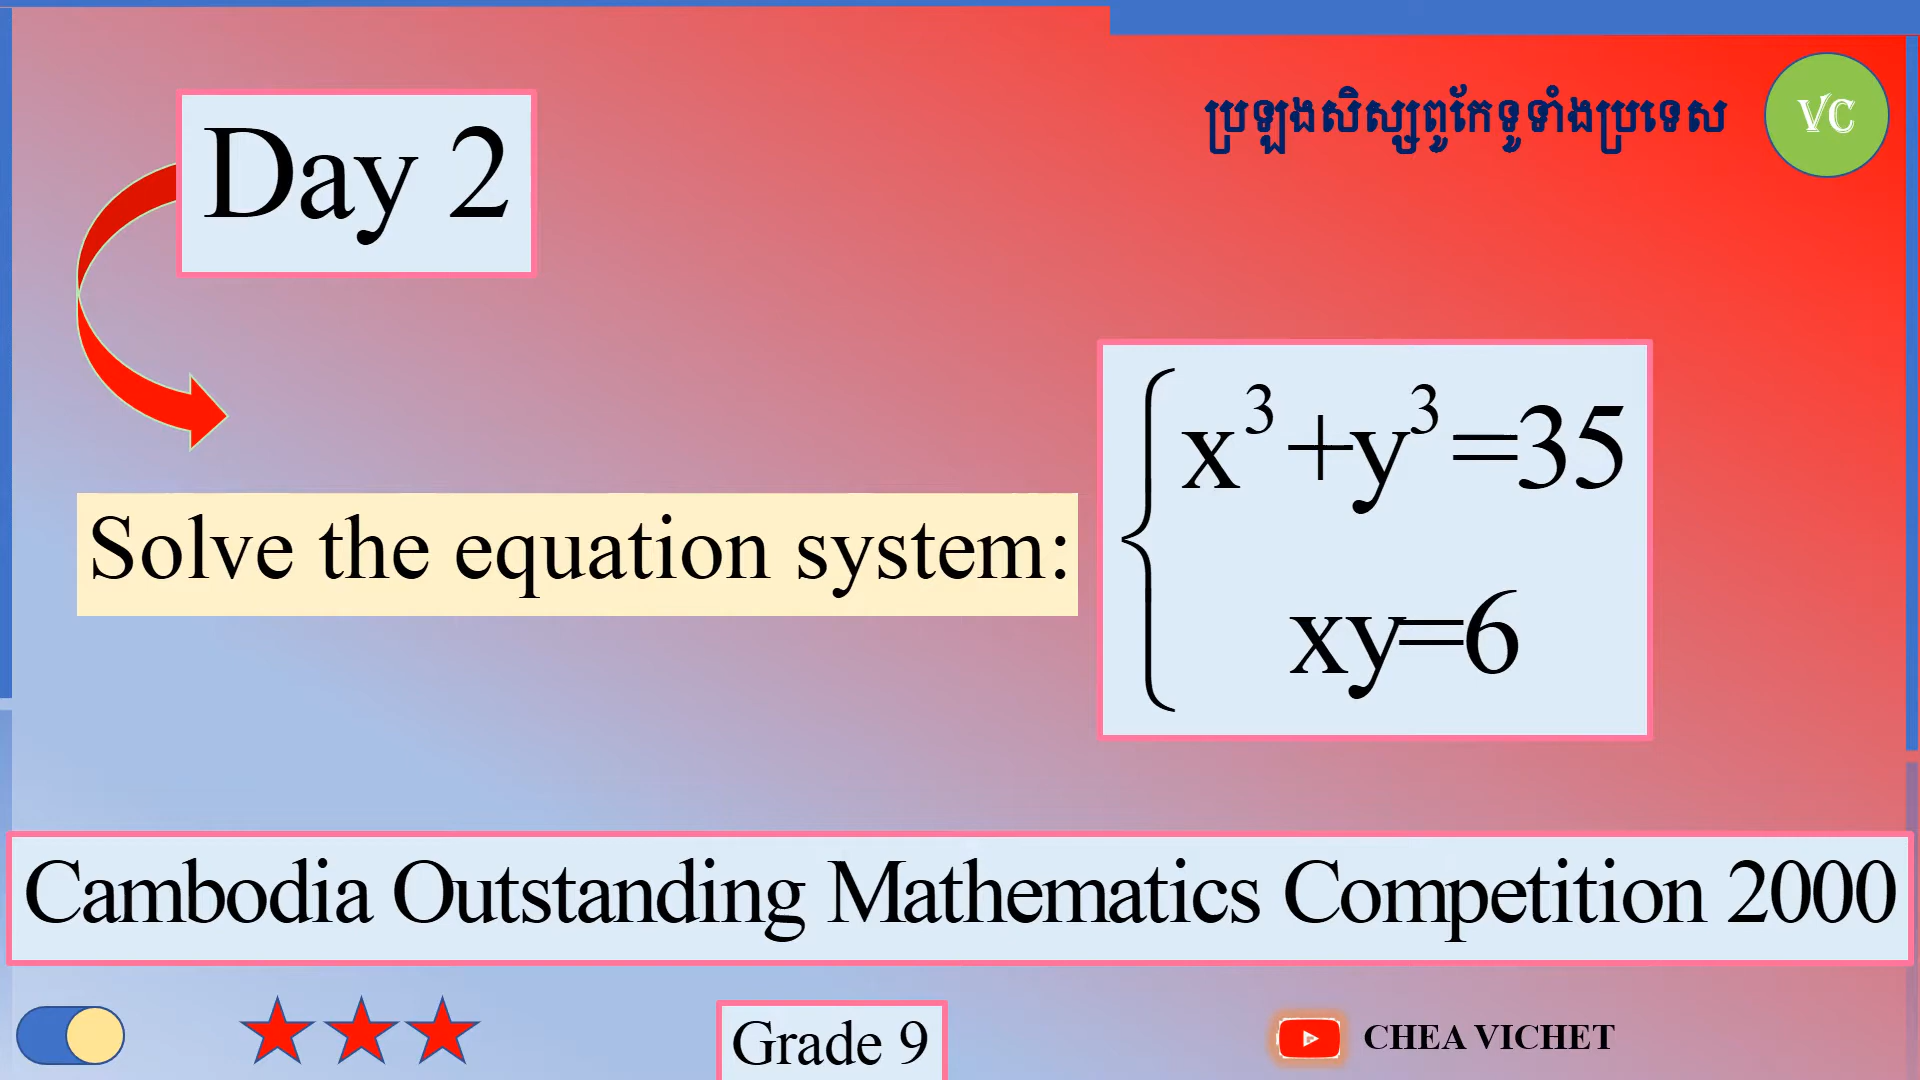 Day 2
ប្រឡងសិស្សពូកែទូទាំងប្រទេស
VC
Solve the equation system:
x³+y³=35
xy=6
Cambodia Outstanding Mathematics Competition 2000
Grade 9
CHEA VICHET